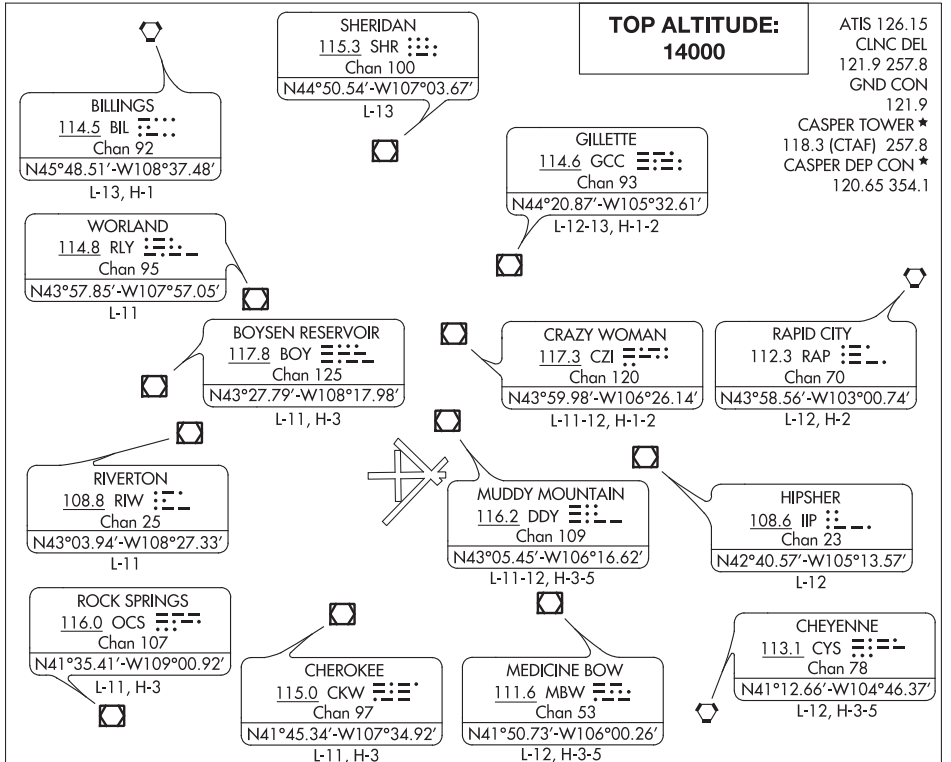 SHERIDAN
115.3 SHR
Chan 100
N44°50.54′-W107°03.67′
L-13
TOP ALTITUDE:
14000
ATIS 126.15
CLNC DEL
121.9 257.8
GND CON
121.9
CASPER TOWER ★
118.3 (CTAF) 257.8
CASPER DEP CON ★
120.65 354.1
BILLINGS
114.5 BIL
Chan 92
N45°48.51′-W108°37.48′
L-13, H-1
GILLETTE
114.6 GCC
Chan 93
N44°20.87′-W105°32.61′
L-12-13, H-1-2
WORLAND
114.8 RLY
Chan 95
N43°57.85′-W107°57.05′
L-11
BOYSEN RESERVOIR
117.8 BOY
Chan 125
N43°27.79′-W108°17.98′
L-11, H-3
CRAZY WOMAN
117.3 CZI
Chan 120
N43°59.98′-W106°26.14′
L-11-12, H-1-2
RAPID CITY
112.3 RAP
Chan 70
N43°58.56′-W103°00.74′
L-12, H-2
RIVERTON
108.8 RIW
Chan 25
N43°03.94′-W108°27.33′
L-11
MUDDY MOUNTAIN
116.2 DDY
Chan 109
N43°05.45′-W106°16.62′
L-11-12, H-3-5
HIPSHER
108.6 IIP
Chan 23
N42°40.57′-W105°13.57′
L-12
ROCK SPRINGS
116.0 OCS
Chan 107
N41°35.41′-W109°00.92′
L-11, H-3
CHEROKEE
115.0 CKW
Chan 97
N41°45.34′-W107°34.92′
L-11, H-3
MEDICINE BOW
111.6 MBW
Chan 53
N41°50.73′-W106°00.26′
L-12, H-3-5
CHEYENNE
113.1 CYS
Chan 78
N41°12.66′-W104°46.37′
L-12, H-3-5